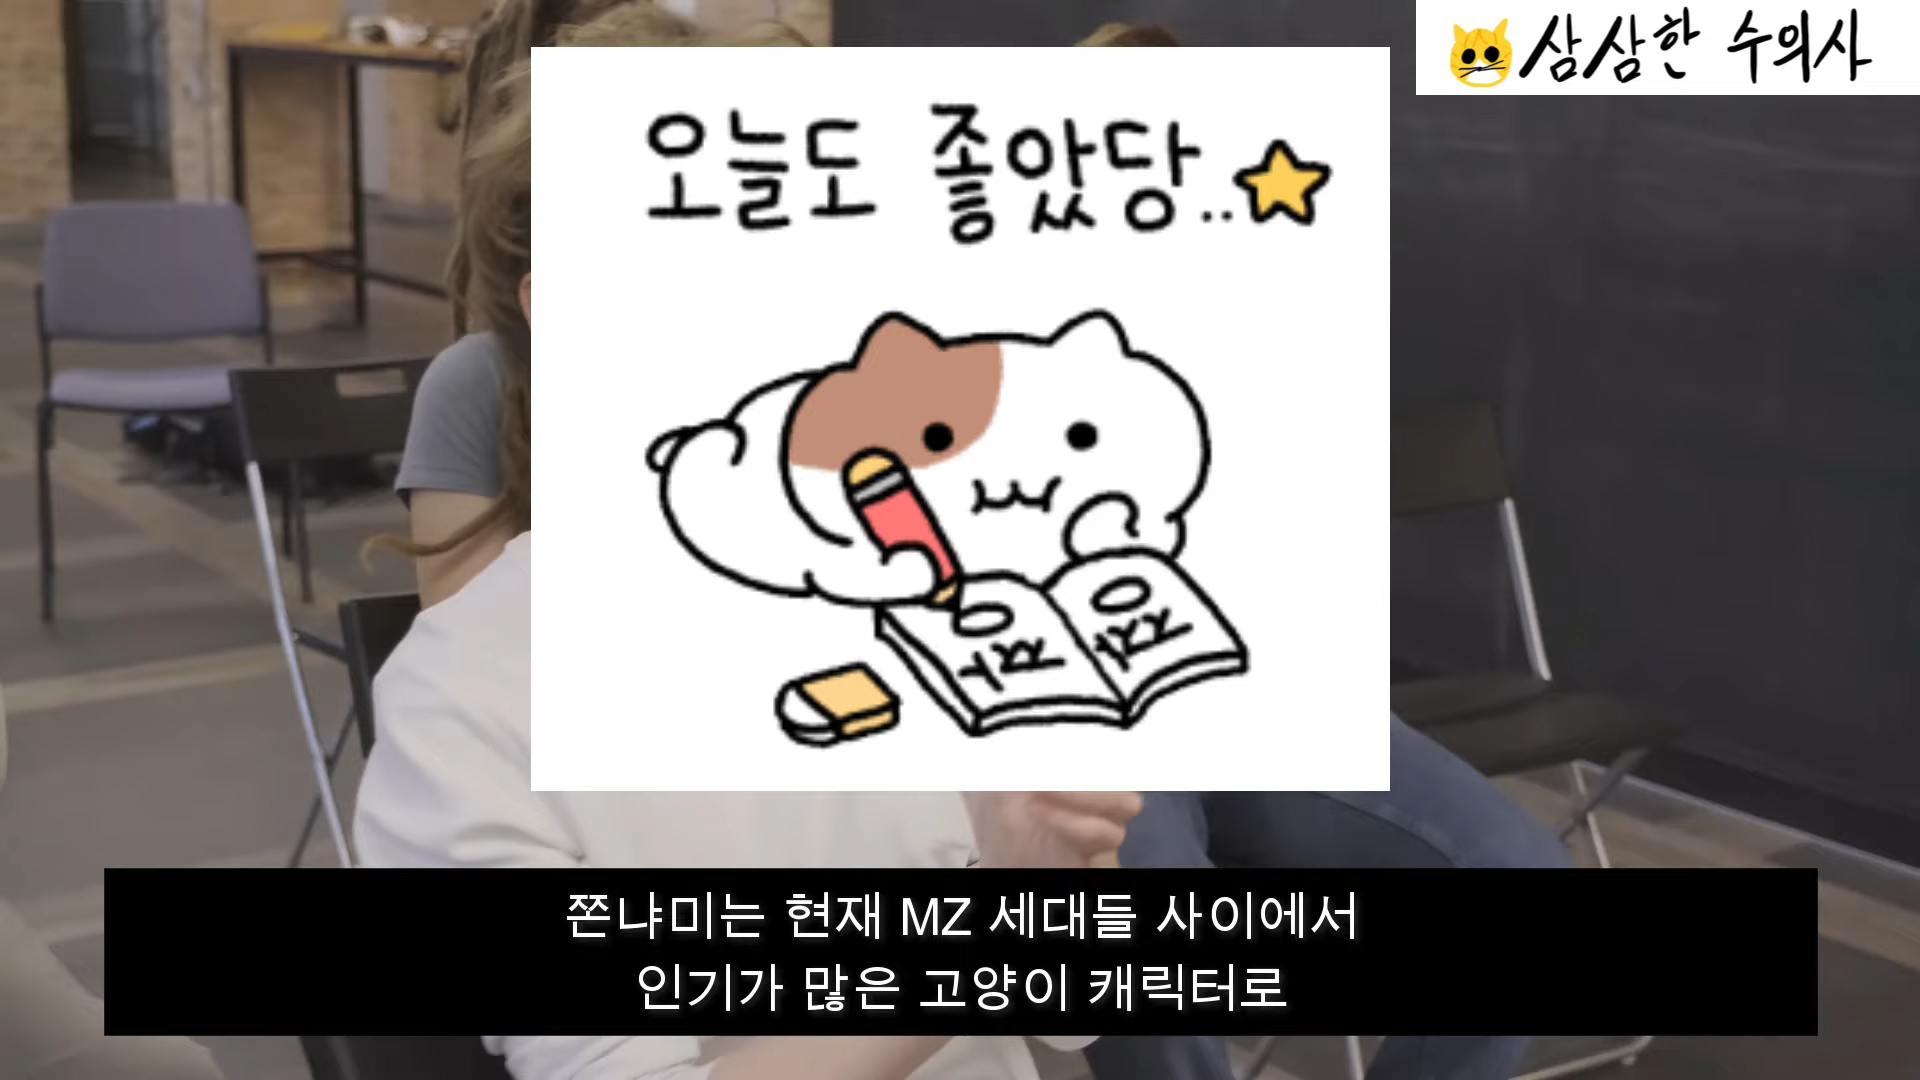 삼삼한 수의사
오늘도 좋았당..
쫀냐미는 현재 MZ 세대들 사이에서
인기가 많은 고양이 캐릭터로